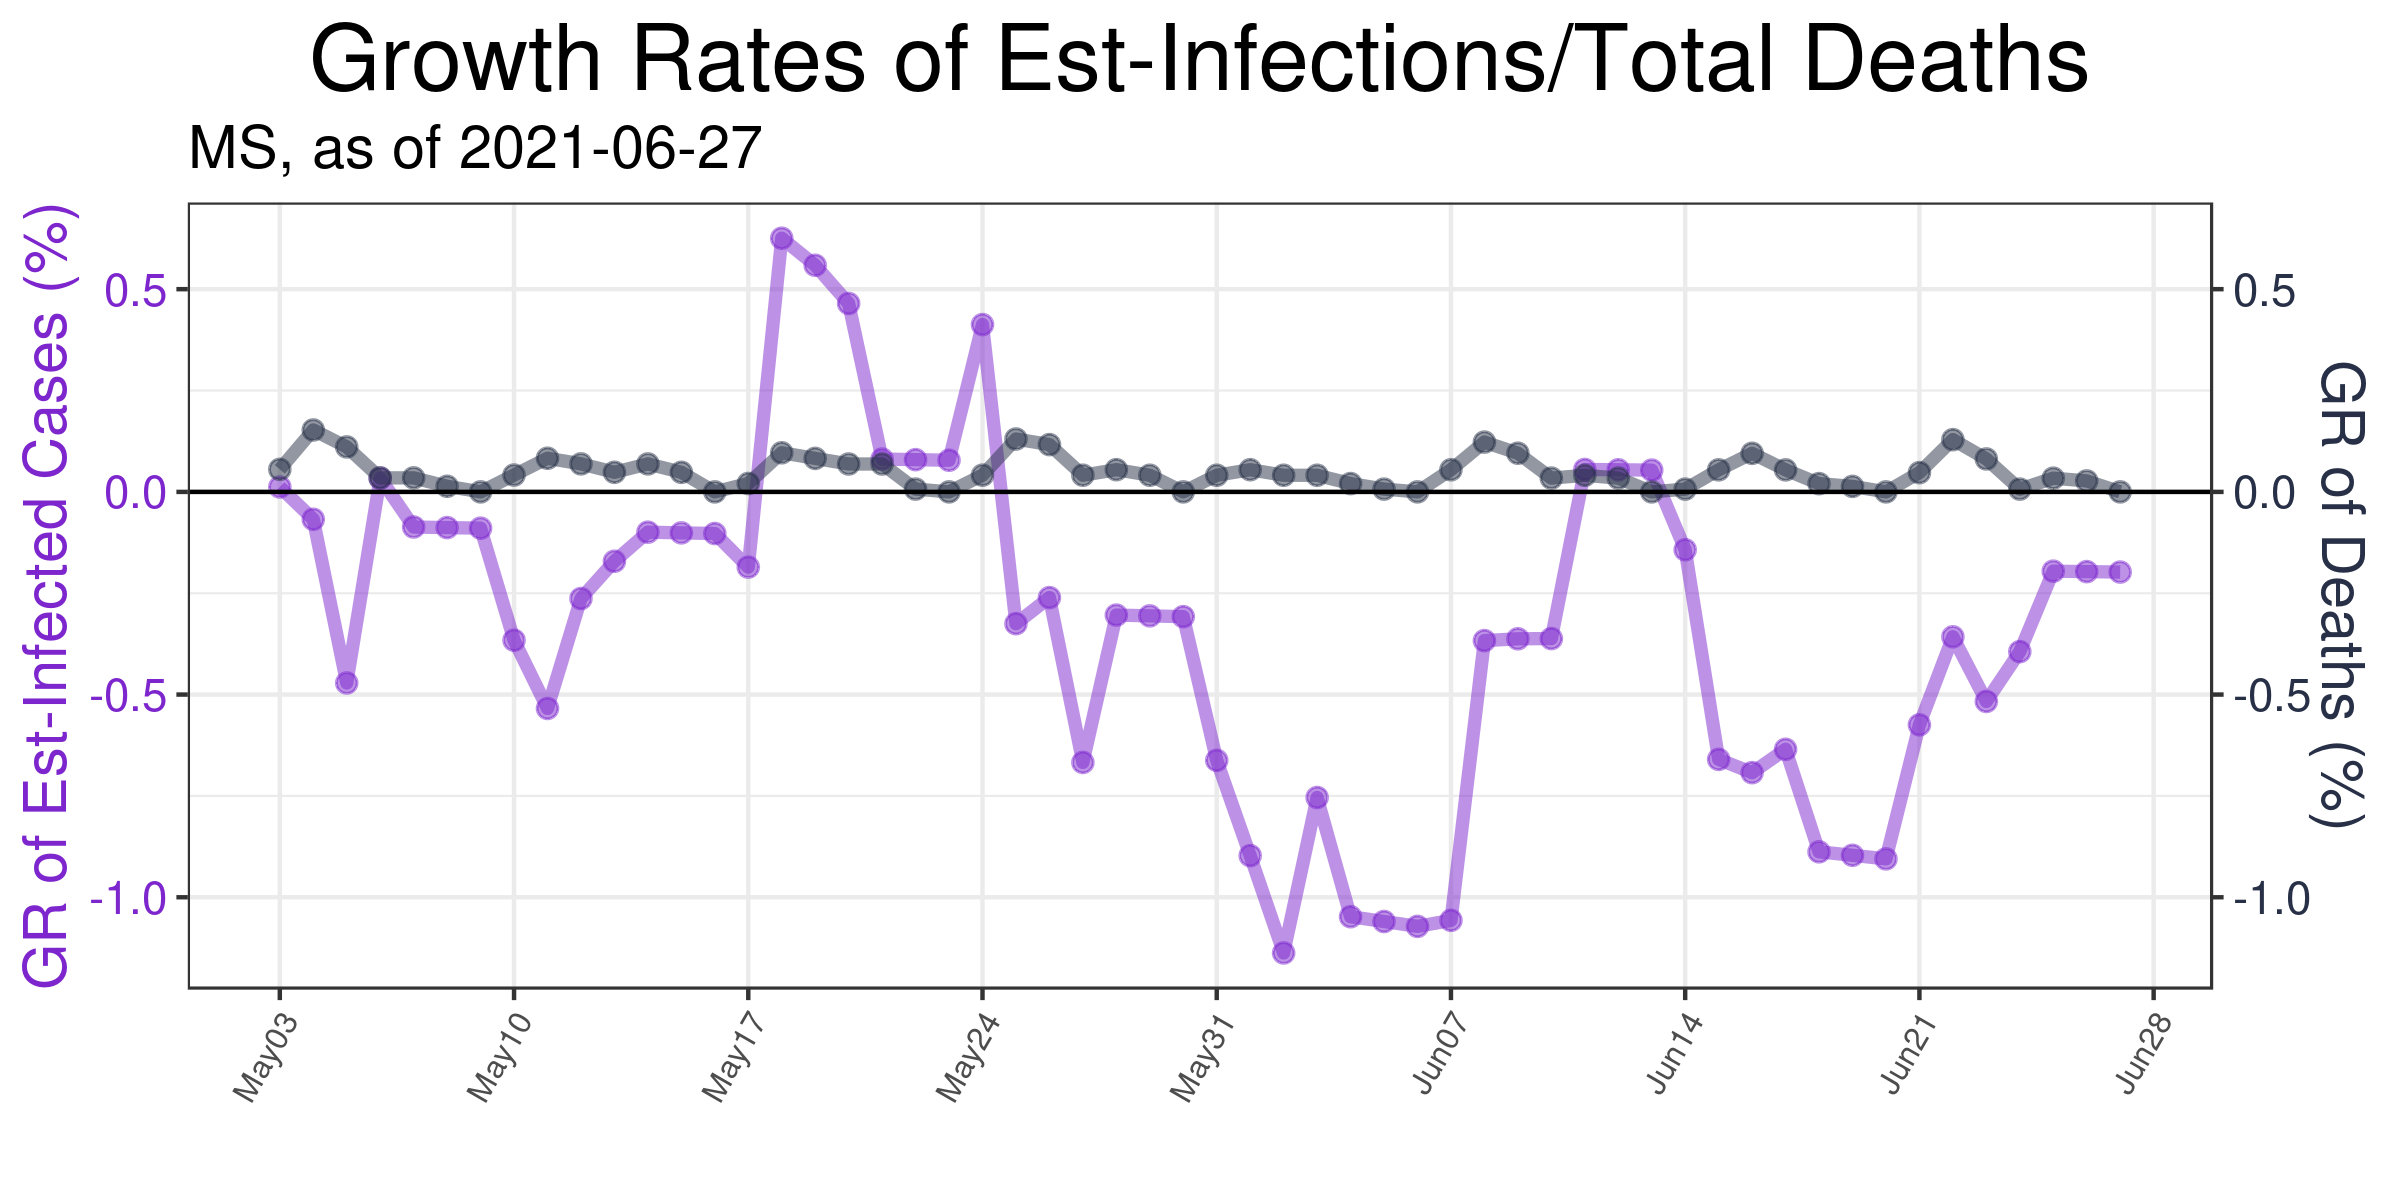 Growth Rates of Est-Infections/Total Deaths
MS, as of 2021-06-27
GR of Est-Infected Cases (%)
0.5
0.0
-0.5
-1.0
0.5
0.0
-0.5
-1.0
GR of Deaths (%)
May03
May10
May17
May24
May31
Jun07
Jun14
Jun21
Jun28